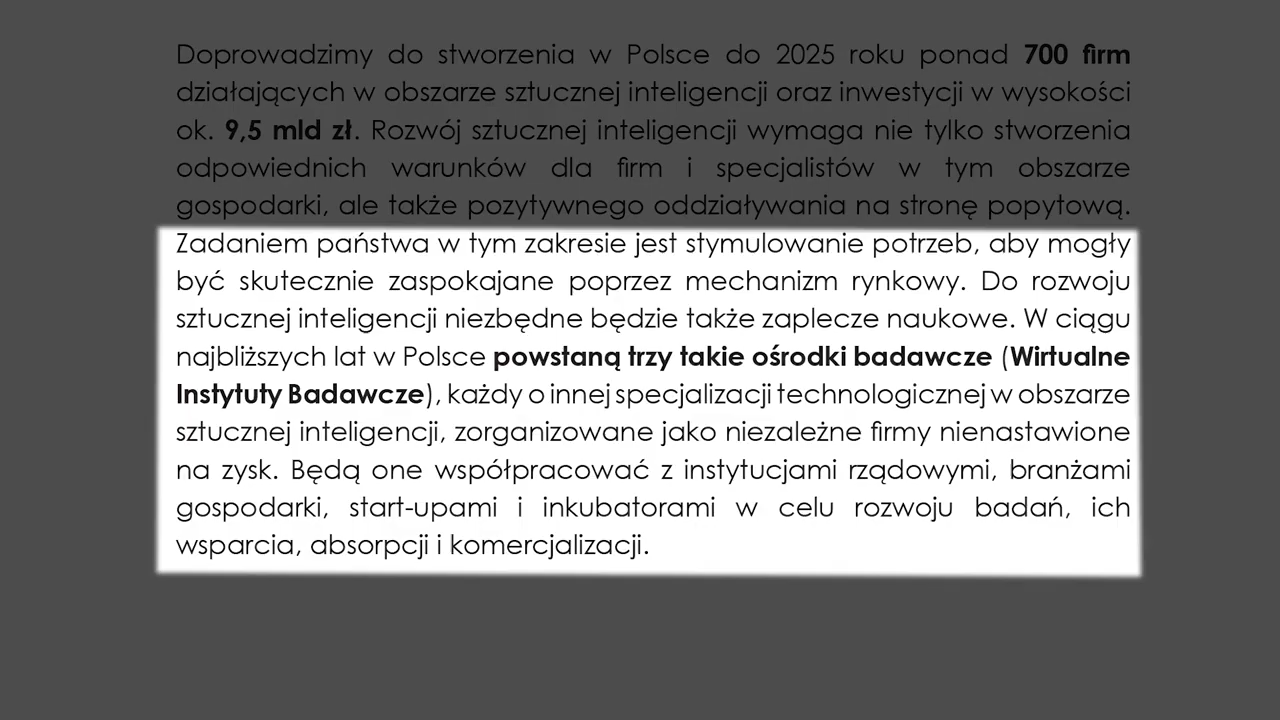 Doprowadzimy do stworzenia w Polsce do 2025 roku ponad 700 firm
działających w obszarze sztucznej inteligencji oraz inwestycji w wysokości
ok. 9,5 mld zł. Rozwój sztucznej inteligencji wymaga nie tylko stworzenia
odpowiednich warunków dla firm i specjalistów w tym obszarze
gospodarki, ale także pozytywnego oddziaływania na stronę popytową.
Zadaniem państwa w tym zakresie jest stymulowanie potrzeb, aby mogły
być skutecznie zaspokajane poprzez mechanizm rynkowy. Do rozwoju
sztucznej inteligencji niezbędne będzie także zaplecze naukowe. W ciągu
najbliższych lat w Polsce powstaną trzy takie ośrodki badawcze (Wirtualne
Instytuty Badawcze), każdy o innej specjalizacji technologicznej w obszarze
sztucznej inteligencji, zorganizowane jako niezależne firmy nienastawione
na zysk. Będą one współpracować z instytucjami rządowymi, branżami
gospodarki, start-upami i inkubatorami w celu rozwoju badań, ich
wsparcia, absorpcji i komercjalizacji.